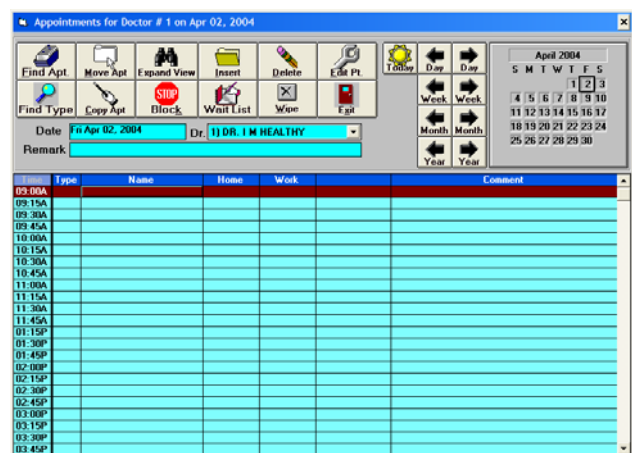 Appointments for Doctor # 1 on Apr 02, 2004
Find Apt Move Apt Expand View Insert Delete Edit Pt. Today Day Day
Find Type Copy Apt Block Wait List Wipe Exit Week Week
STOP
Month Month
Year Year
April 2004
S M T W T F S
1 2 3
4 5 6 7 8 9 10
11 12 13 14 15 16 17
18 19 20 21 22 23 24
25 26 27 28 29 30
Date Fri Apr 02, 2004 Dr. 1) DR. I M HEALTHY
Remark
Time Type Name Home Work Comment
09:00A
09:15A
09:30A
09:45A
10:00A
10:15A
10:30A
10:45A
11:00A
11:15A
11:30A
11:45A
01:15P
01:30P
01:45P
02:00P
02:15P
02:30P
02:45P
03:00P
03:15P
03:30P
03:45P